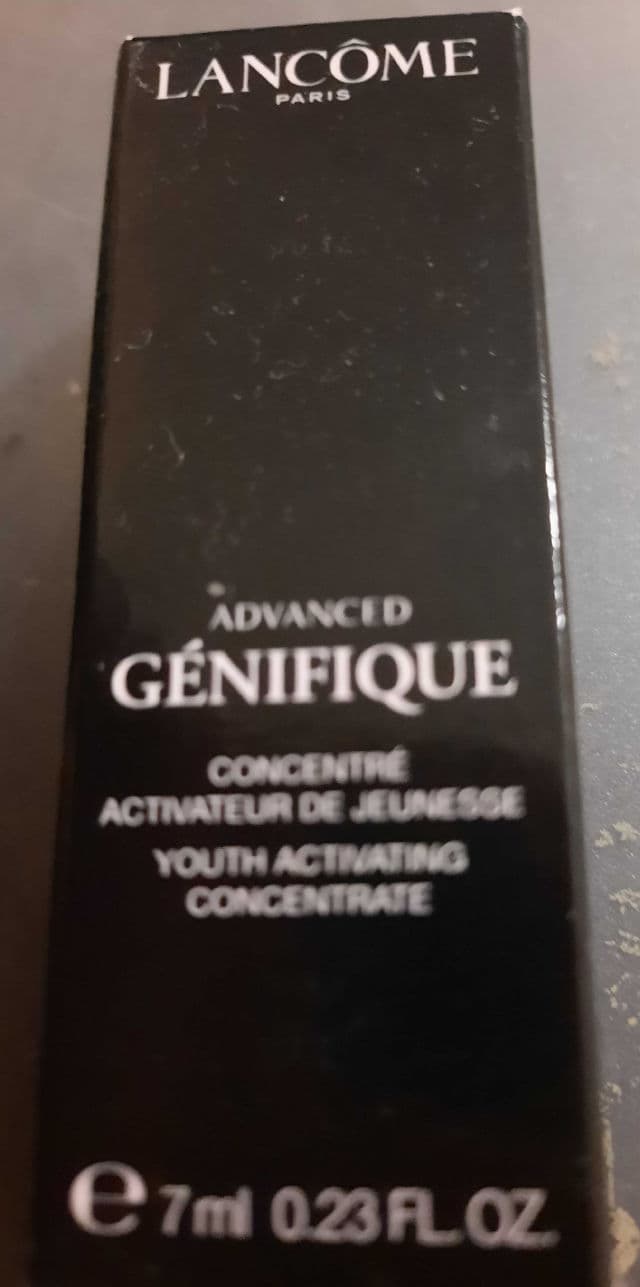 LANCÔME
PARIS
ADVANCED
GÉNIFIQUE
CONCENTRÉ
ACTIVATEUR DE JEUNESSE
YOUTH ACTIVATING
CONCENTRATE
e 7ml 0.23 FL.OZ.